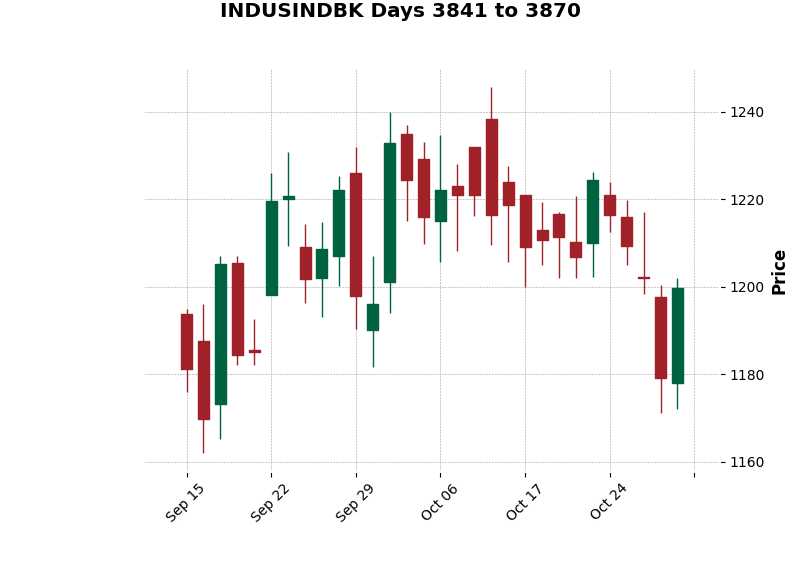 INDUSINDBK Days 3841 to 3870
1240
1220
1200
1180
1160
Price
Sep 15
Sep 22
Sep 29
Oct 06
Oct 17
Oct 24